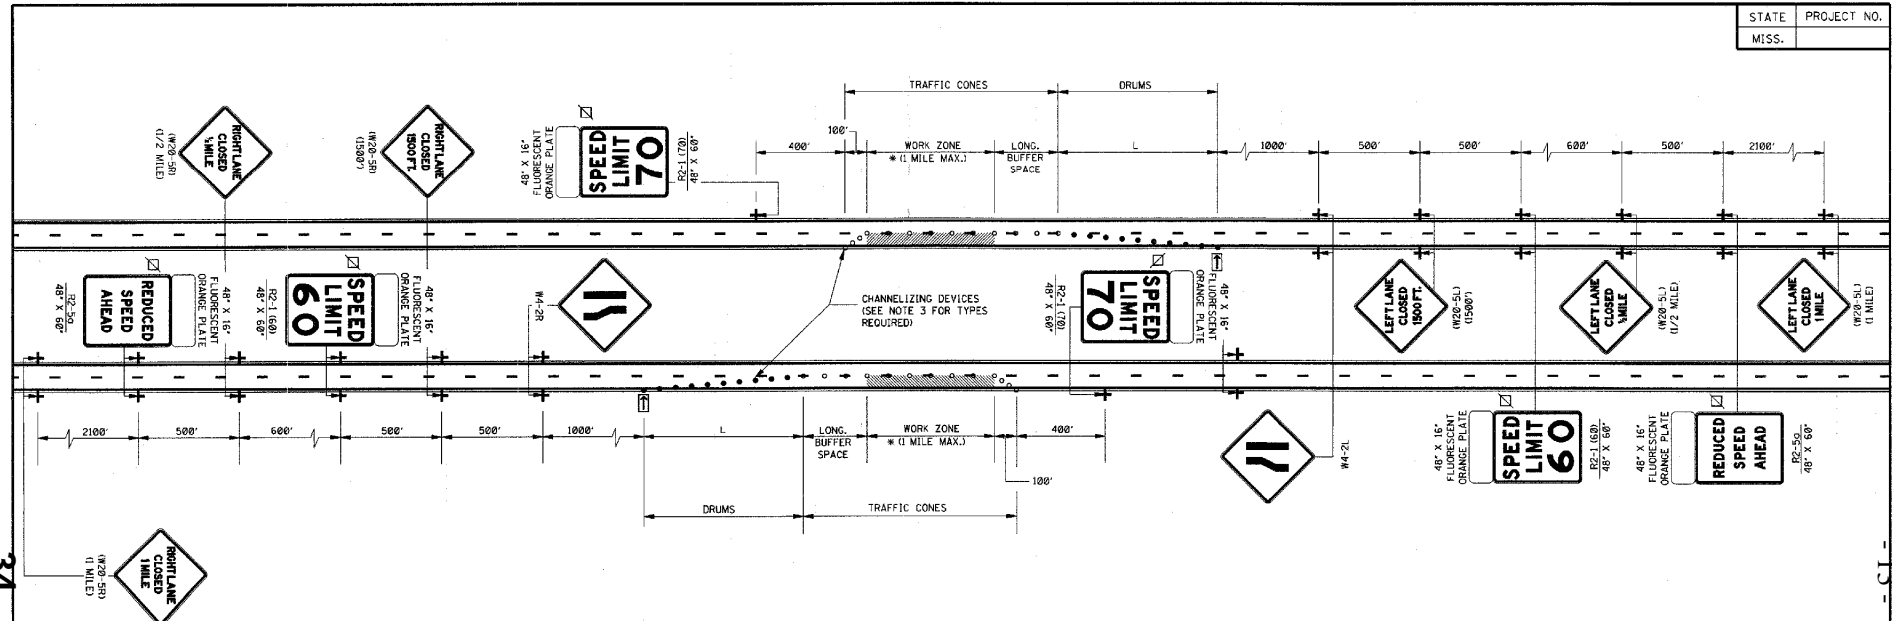 STATE PROJECT NO.
MISS.
TRAFFIC CONES
DRUMS
400'
100'
WORK ZONE
* (1 MILE MAX.)
LONG.
BUFFER
SPACE
L
1000'
500'
500'
600'
500'
2100'
RIGHT LANE
CLOSED
½ MILE
(W20-5R)
(1/2 MILE)
RIGHT LANE
CLOSED
1500 FT.
(W20-5R)
(1500')
48" X 16"
FLUORESCENT
ORANGE PLATE
SPEED
LIMIT
70
R2-1 (70)
48" X 60"
REDUCED
SPEED
AHEAD
R2-5a
48" X 60"
48" X 16"
FLUORESCENT
ORANGE PLATE
SPEED
LIMIT
60
R2-1 (60)
48" X 60"
48" X 16"
FLUORESCENT
ORANGE PLATE
W4-2R
CHANNELIZING DEVICES
(SEE NOTE 3 FOR TYPES
REQUIRED)
SPEED
LIMIT
70
R2-1 (70)
48" X 60"
48" X 16"
FLUORESCENT
ORANGE PLATE
LEFT LANE
CLOSED
1500 FT.
(W20-5L)
(1500')
LEFT LANE
CLOSED
½ MILE
(W20-5L)
(1/2 MILE)
LEFT LANE
CLOSED
1 MILE
(W20-5L)
(1 MILE)
2100'
500'
600'
500'
500'
1000'
L
LONG.
BUFFER
SPACE
WORK ZONE
* (1 MILE MAX.)
400'
100'
DRUMS
TRAFFIC CONES
W4-2L
48" X 16"
FLUORESCENT
ORANGE PLATE
SPEED
LIMIT
60
R2-1 (60)
48" X 60"
48" X 16"
FLUORESCENT
ORANGE PLATE
REDUCED
SPEED
AHEAD
R2-5a
48" X 60"
RIGHT LANE
CLOSED
1 MILE
(W20-5R)
(1 MILE)